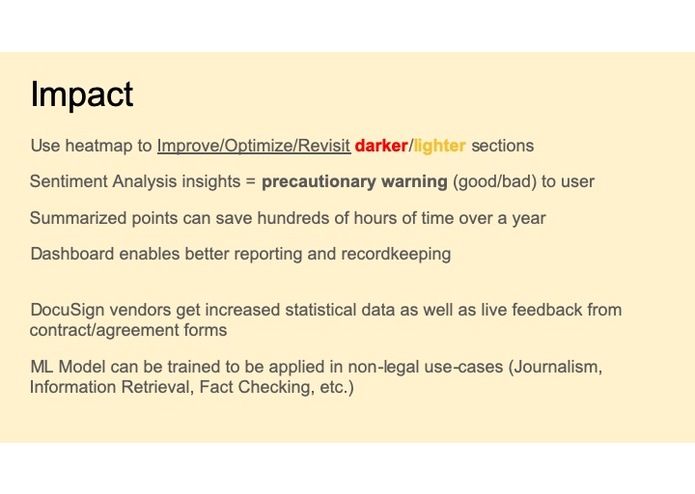 Impact
Use heatmap to Improve/Optimize/Revisit darker/lighter sections
Sentiment Analysis insights = precautionary warning (good/bad) to user
Summarized points can save hundreds of hours of time over a year
Dashboard enables better reporting and recordkeeping
DocuSign vendors get increased statistical data as well as live feedback from
contract/agreement forms
ML Model can be trained to be applied in non-legal use-cases (Journalism,
Information Retrieval, Fact Checking, etc.)